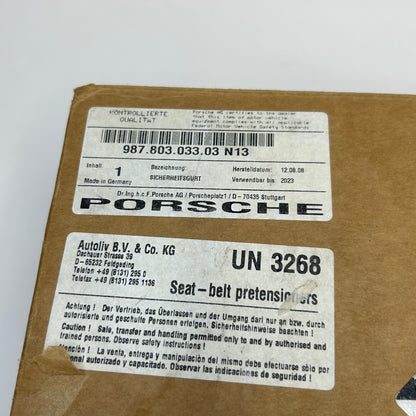 KONTROLLIERTE
QUALITÄT
Porsche AG certifies to the dealer
that this item of motor vehicle
equipment complies with all applicable
Federal Motor Vehicle Safety Standards
987.803.033.03 N13
Inhalt
1
Made in Germany
Bezeichnung:
SICHERHEITSGURT
Herstelldatum: 12.08.08
Verwendbar bis: 2023
Dr.Ing.h.c.F.Porsche AG / Porscheplatz1 / D - 70435 Stuttgart
PORSCHE
Autoliv B.V. & Co. KG
Dachauer Strasse 39
D-85232 Feldgeding
Telefon +49 (8131) 295 0
Telefax +49 (8131) 295 1136
UN 3268
Seat-belt pretensioners
Achtung ! Der Vertrieb, das Überlassen und der Umgang darf nur an bzw. durch
autorisierte und geschulte Personen erfolgen. Sicherheitshinweise beachten !
Caution ! Sale, transfer and handling permitted only to and by authorised and
trained persons. Observe safety instructions !
Atención ! La venta, entrega y manipulación del mismo debe efectuarse sólo por
personal autorizado y capacitado. Observar las indicaciones de seguridad !